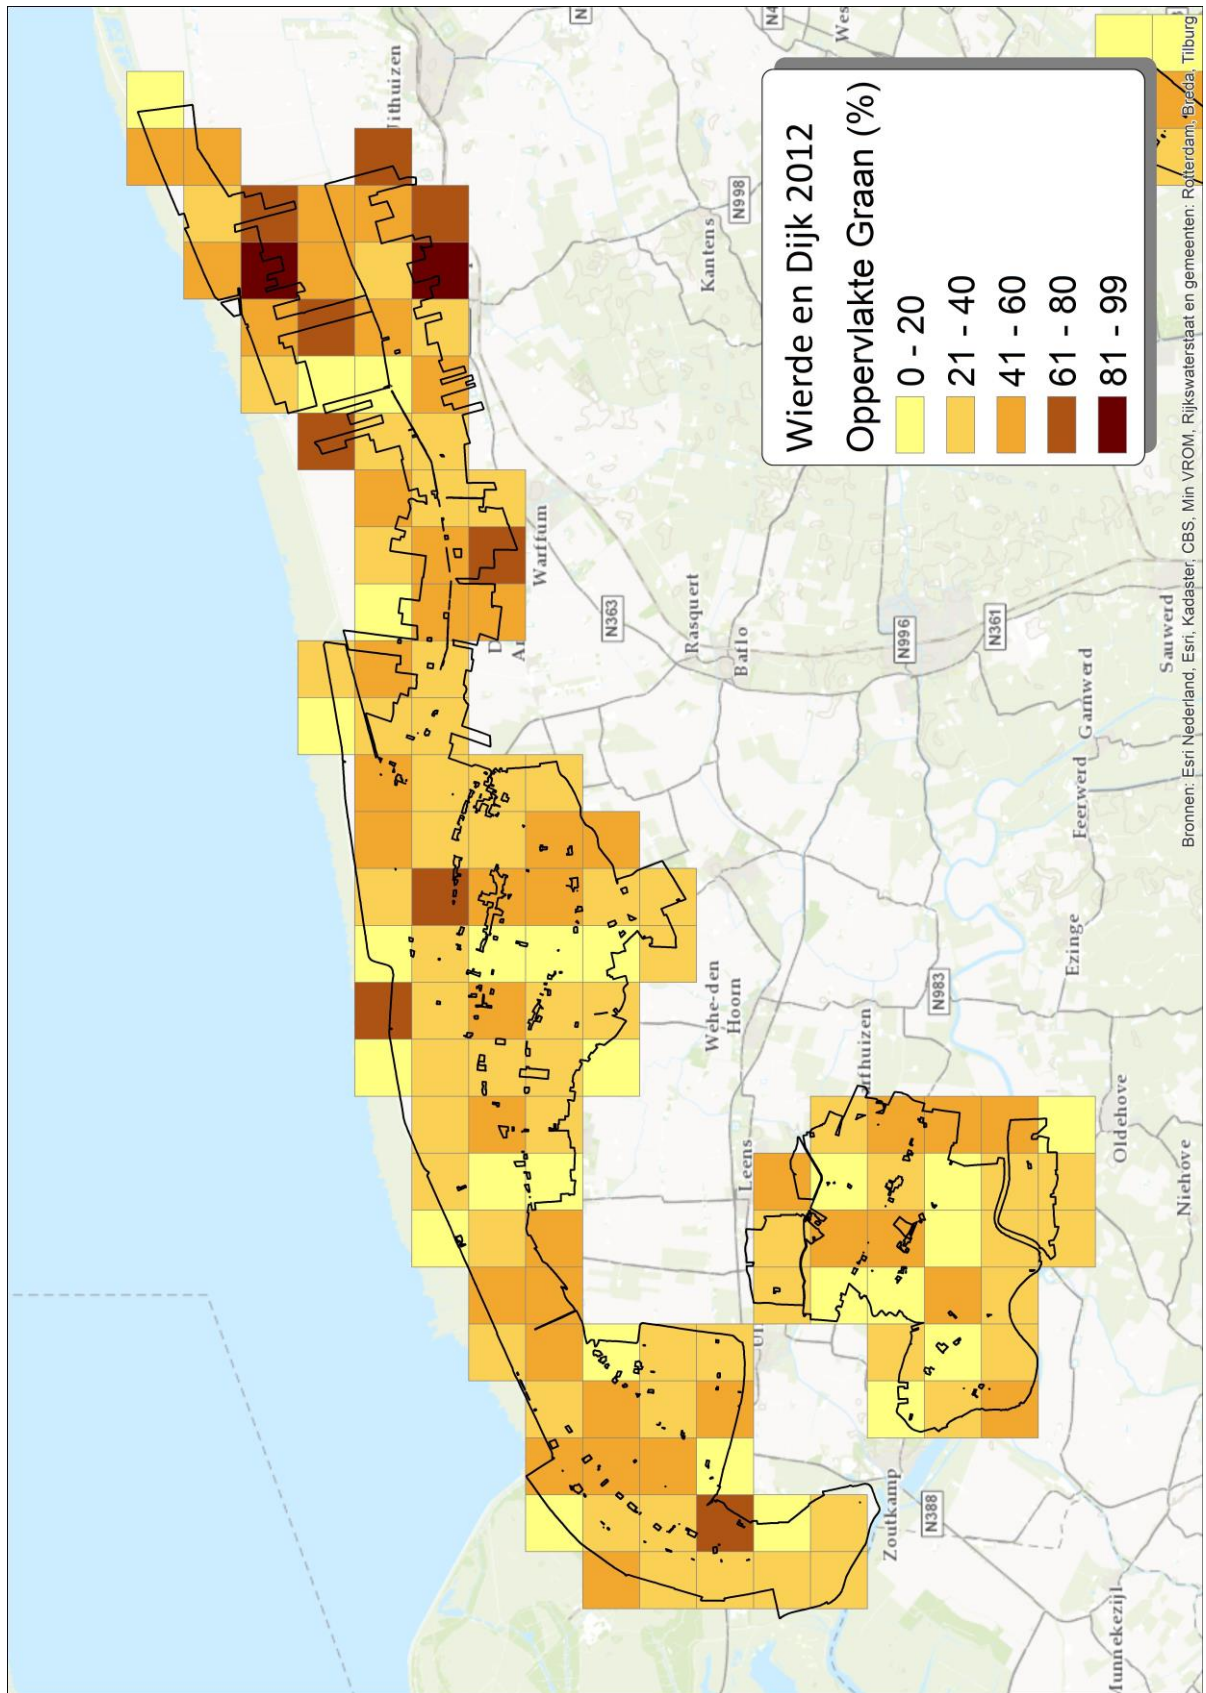 Wierde en Dijk 2012
Oppervlakte Graan (%)
0 - 20
21 - 40
41 - 60
61 - 80
81 - 99
Bronnen: Esri Nederland, Esri, Kadaster, CBS, Min VROM, Rijkswaterstaat en gemeenten: Rotterdam, Breda, Tilburg
Zoutkamp
N388
Munnekezijl
Leens
Wehe-den
Hoorn
N983
Ezinge
Oldehove
Niehove
Feerwerd
Garnwerd
Sauwerd
N361
N996
Baflo
Rasquert
N363
Warffum
Kantens
N998